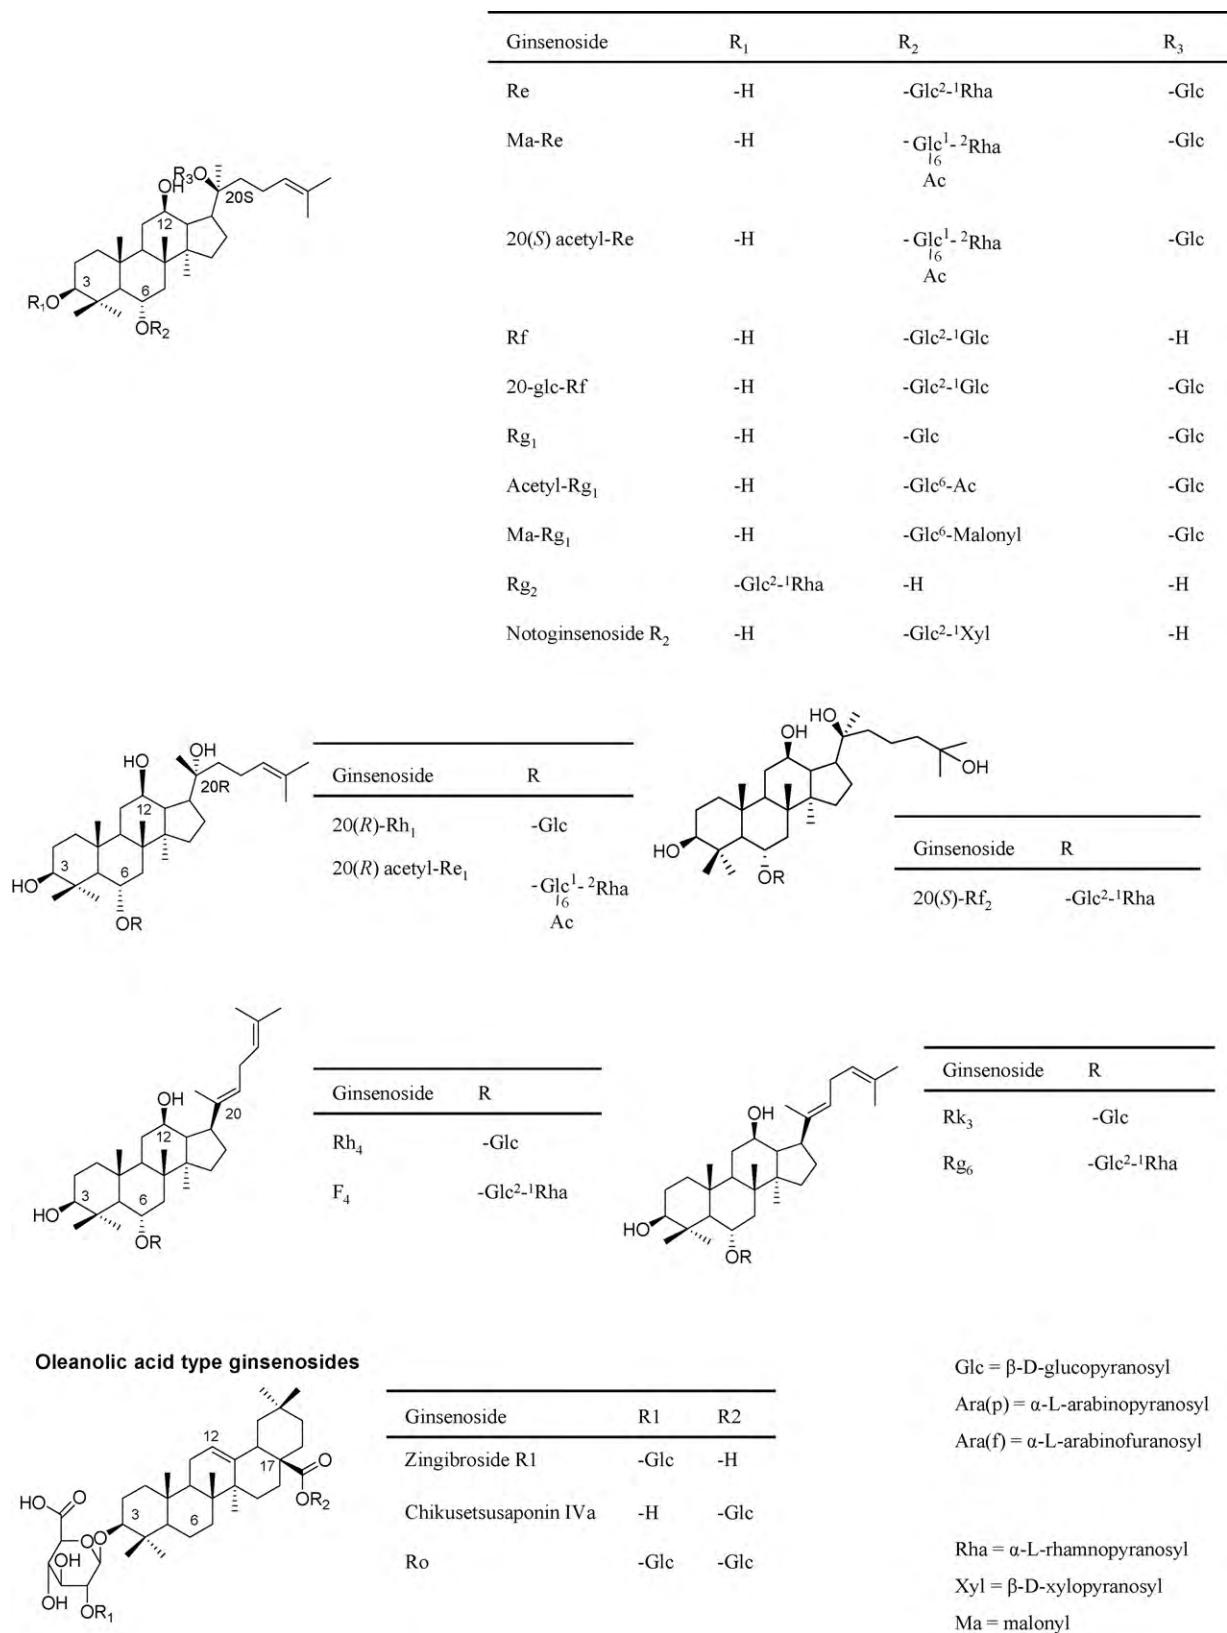 Ginsenoside R₁ R₂ R₃
Re -H -Glc²-¹Rha -Glc
Ma-Re -H -Glc¹-²Rha -Glc
6
Ac
20(S) acetyl-Re -H -Glc¹-²Rha -Glc
6
Ac
Rf -H -Glc²-¹Glc -H
20-glc-Rf -H -Glc²-¹Glc -Glc
Rg₁ -H -Glc -Glc
Acetyl-Rg₁ -H -Glc⁶-Ac -Glc
Ma-Rg₁ -H -Glc⁶-Malonyl -Glc
Rg₂ -Glc²-¹Rha -H -H
Notoginsenoside R₂ -H -Glc²-¹Xyl -H
R₃O
OH
20S
12
3
6
R₁O
OR₂
HO
OH
20R
12
3
6
HO
OR
Ginsenoside R
20(R)-Rh₁ -Glc
20(R) acetyl-Re₁ -Glc¹-²Rha
6
Ac
HO
OH
OH
HO
OR
Ginsenoside R
20(S)-Rf₂ -Glc²-¹Rha
OH
20
12
3
6
HO
OR
Ginsenoside R
Rh₄ -Glc
F₄ -Glc²-¹Rha
OH
HO
OR
Ginsenoside R
Rk₃ -Glc
Rg₆ -Glc²-¹Rha
Oleanolic acid type ginsenosides
12
17
O
OR₂
3
6
HO
O
O
O
OH
OH
OR₁
Ginsenoside R1 R2
Zingibroside R1 -Glc -H
Chikusetsusaponin IVa -H -Glc
Ro -Glc -Glc
Glc = β-D-glucopyranosyl
Ara(p) = α-L-arabinopyranosyl
Ara(f) = α-L-arabinofuranosyl
Rha = α-L-rhamnopyranosyl
Xyl = β-D-xylopyranosyl
Ma = malonyl